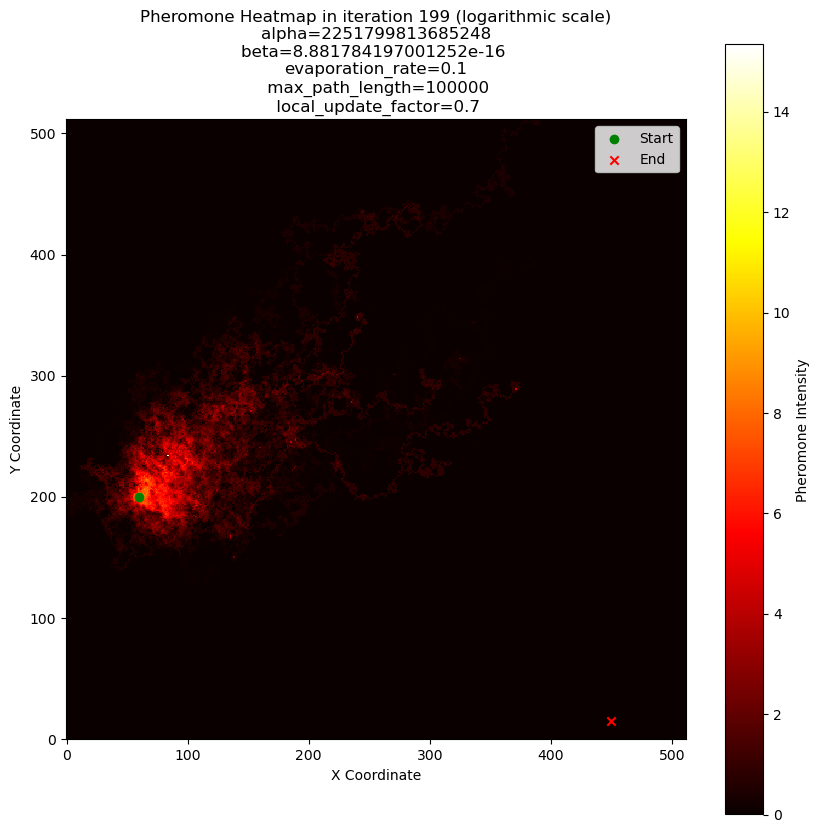 Pheromone Heatmap in iteration 199 (logarithmic scale)
alpha=2251799813685248
beta=8.881784197001252e-16
evaporation_rate=0.1
max_path_length=100000
local_update_factor=0.7
Start
End
500
400
300
200
100
0
Y Coordinate
0
100
200
300
400
500
X Coordinate
14
12
10
8
6
4
2
0
Pheromone Intensity